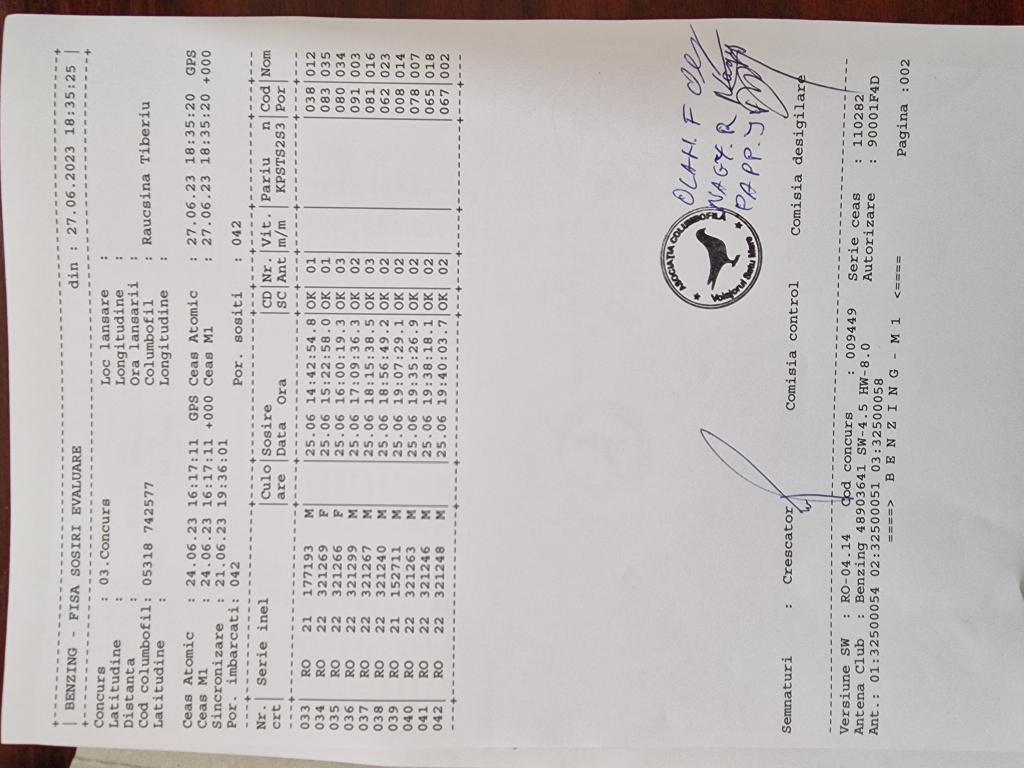 +------------------------------------------------------------------------------+
| BENZING - FISA SOSIRI EVALUARE                    din : 27.06.2023 18:35:25 |
+------------------------------------------------------------------------------+
Concurs : 03.Concurs Loc lansare :
Latitudine : Longitudine :
Distanta : Ora lansarii :
Cod columbofil: 05318 742577 Columbofil : Raucsina Tiberiu
Latitudine : Longitudine :
Ceas Atomic : 24.06.23 16:17:11 GPS Ceas Atomic : 27.06.23 18:35:20 GPS
Ceas M1 : 24.06.23 16:17:11 +000 Ceas M1 : 27.06.23 18:35:20 +000
Sincronizare : 21.06.23 19:36:01
Por. imbarcati: 042 Por. sositi : 042
Nr.| Serie inel |Culo|Sosire |CD|Nr.|Vit.|Pariu n|Cod|Nom
crt| |are |Data Ora |SC|Ant|m/m |KPSTS2S3|Por|
033| RO 21 177193 M| |25.06 14:42:54.8|OK| 01| | |038|012
034| RO 22 321269 F| |25.06 15:22:58.0|OK| 01| | |083|035
035| RO 22 321266 F| |25.06 16:00:19.3|OK| 03| | |080|034
036| RO 22 321299 M| |25.06 17:09:36.3|OK| 02| | |091|003
037| RO 22 321267 M| |25.06 18:15:38.5|OK| 03| | |081|016
038| RO 22 321240 M| |25.06 18:56:49.2|OK| 02| | |062|023
039| RO 21 152711 M| |25.06 19:07:29.1|OK| 02| | |008|014
040| RO 22 321263 M| |25.06 19:35:26.9|OK| 02| | |078|007
041| RO 22 321246 M| |25.06 19:38:18.1|OK| 02| | |065|018
042| RO 22 321248 M| |25.06 19:40:03.7|OK| 02| | |067|002
OLAH. F
NAGY. R
PAPP. J
ASOCIATIA COLUMBOFILA
Voiajorul Satu Mare
Semnaturi : Crescator Comisia control Comisia desigilare
Versiune SW : RO-04.14 Cod concurs : 009449 Serie ceas : 110282
Antena Club : Benzing 48903641 SW-4.5 HW-8.0 Autorizare : 90001F4D
Ant.: 01:32500054 02:32500051 03:32500058
====> B E N Z I N G - M 1 <==== Pagina :002